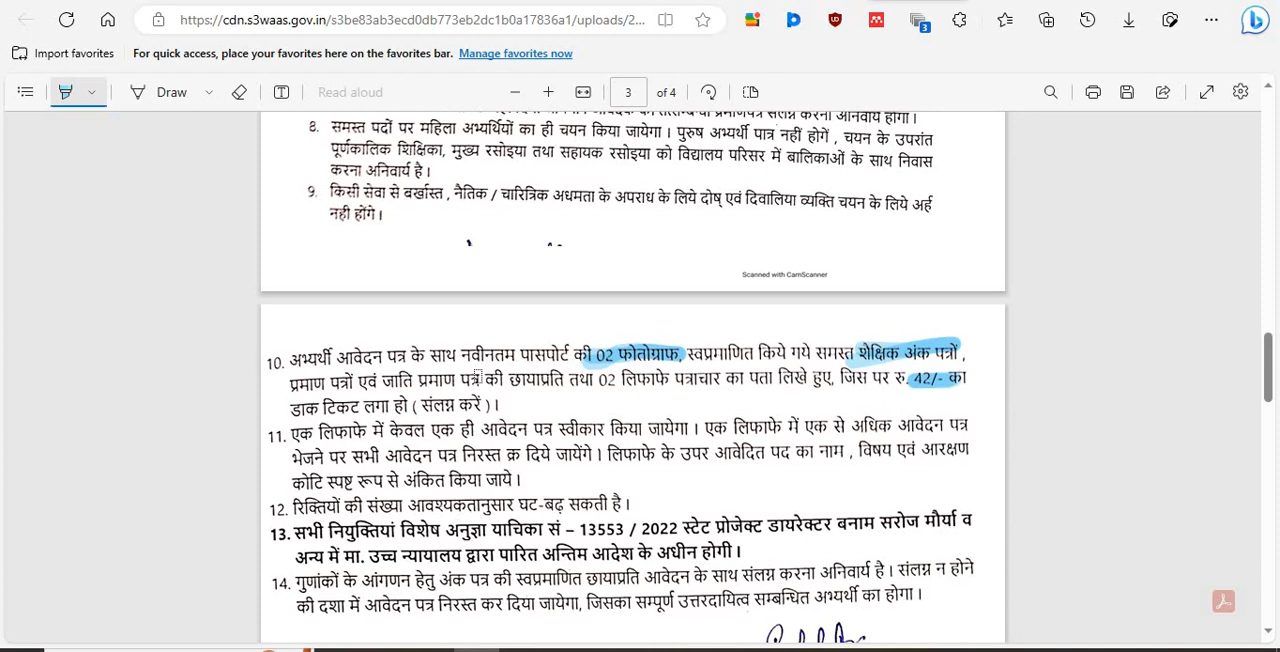 https://cdn.s3waas.gov.in/s3be83ab3ecd0db773eb2dc1b0a17836a1/uploads/2...
3
Import favorites
For quick access, place your favorites here on the favorites bar. Manage favorites now
Draw
Read aloud
3 of 4
करना अनिवार्य होगा।
8. समस्त पदों पर महिला अभ्यर्थियों का ही चयन किया जायेगा । पुरुष अभ्यर्थी पात्र नहीं होगें , चयन के उपरांत
पूर्णकालिक शिक्षिका, मुख्य रसोइया तथा सहायक रसोइया को विद्यालय परिसर में बालिकाओं के साथ निवास
करना अनिवार्य है ।
9. किसी सेवा से बर्खास्त , नैतिक / चारित्रिक अधमता के अपराध के लिये दोष् एवं दिवालिया व्यक्ति चयन के लिये अर्ह
नही होंगे ।
Scanned with CamScanner
10. अभ्यर्थी आवेदन पत्र के साथ नवीनतम पासपोर्ट की 02 फोतोग्राफ, स्वप्रमाणित किये गये समस्त शेक्षिक अंक पत्रों ,
प्रमाण पत्रों एवं जाति प्रमाण पत्र की छायाप्रति तथा 02 लिफाफे पत्राचार का पता लिखे हुए, जिस पर रु. 42/- का
डाक टिकट लगा हो ( संलग्न करें ) ।
11. एक लिफाफे में केवल एक ही आवेदन पत्र स्वीकार किया जायेगा । एक लिफाफे में एक से अधिक आवेदन पत्र
भेजने पर सभी आवेदन पत्र निरस्त क्र दिये जायेंगे । लिफाफे के उपर आवेदित पद का नाम , विषय एवं आरक्षण
कोटि स्पष्ट रूप से अंकित किया जाये ।
12. रिक्तियों की संख्या आवश्यकतानुसार घट-बढ़ सकती है ।
13. सभी नियुक्तियां विशेष अनुज्ञा याचिका सं – 13553 / 2022 स्टेट प्रोजेक्ट डायरेक्टर बनाम सरोज मौर्या व
अन्य में मा. उच्च न्यायालय द्वारा पारित अन्तिम आदेश के अधीन होगी ।
14. गुणांकों के आंगणन हेतु अंक पत्र की स्वप्रमाणित छायाप्रति आवेदन के साथ संलग्न करना अनिवार्य है । संलग्न न होने
की दशा में आवेदन पत्र निरस्त कर दिया जायेगा, जिसका सम्पूर्ण उत्तरदायित्व सम्बन्धित अभ्यर्थी का होगा ।